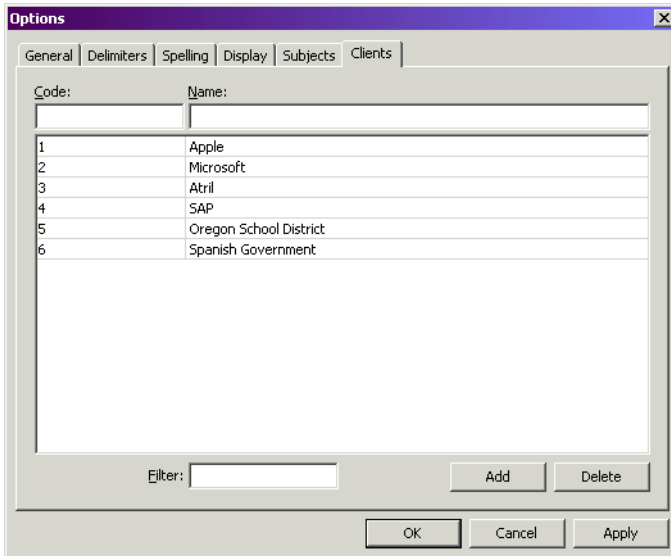 Options
General Delimiters Spelling Display Subjects Clients
Code: Name:
1 Apple
2 Microsoft
3 Atril
4 SAP
5 Oregon School District
6 Spanish Government
Filter: Add Delete
OK Cancel Apply